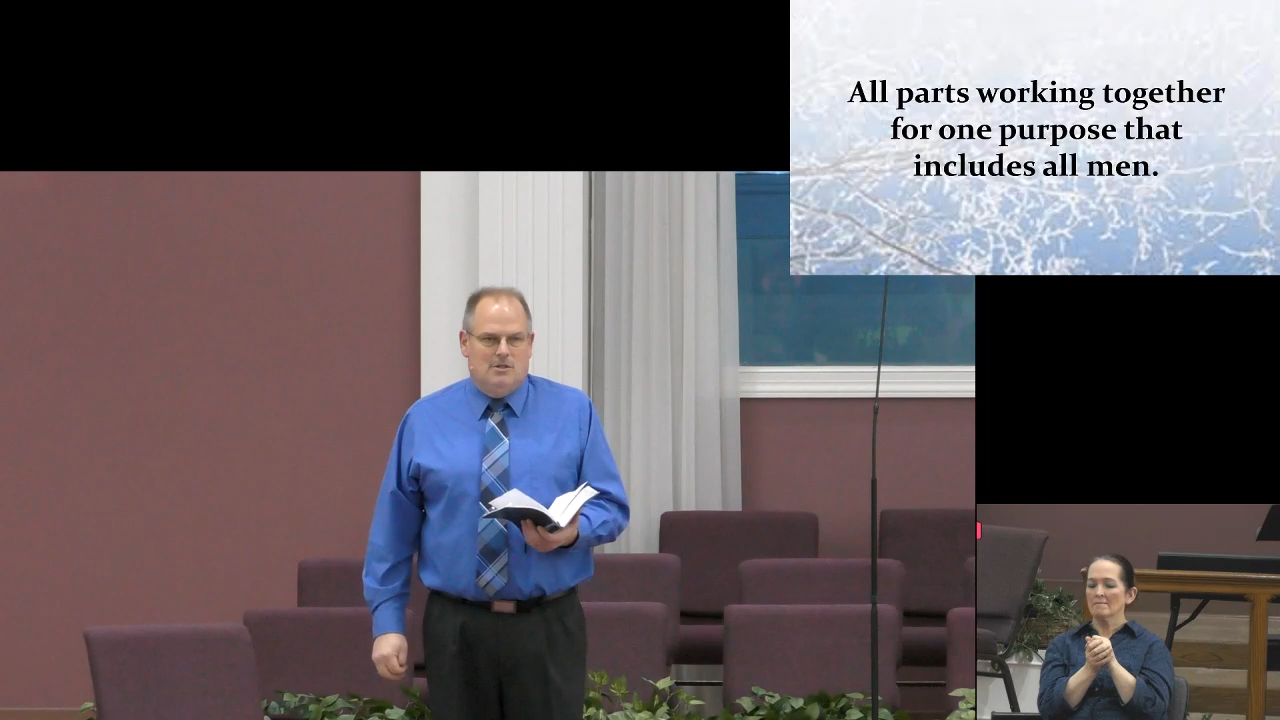 All parts working together
for one purpose that
includes all men.